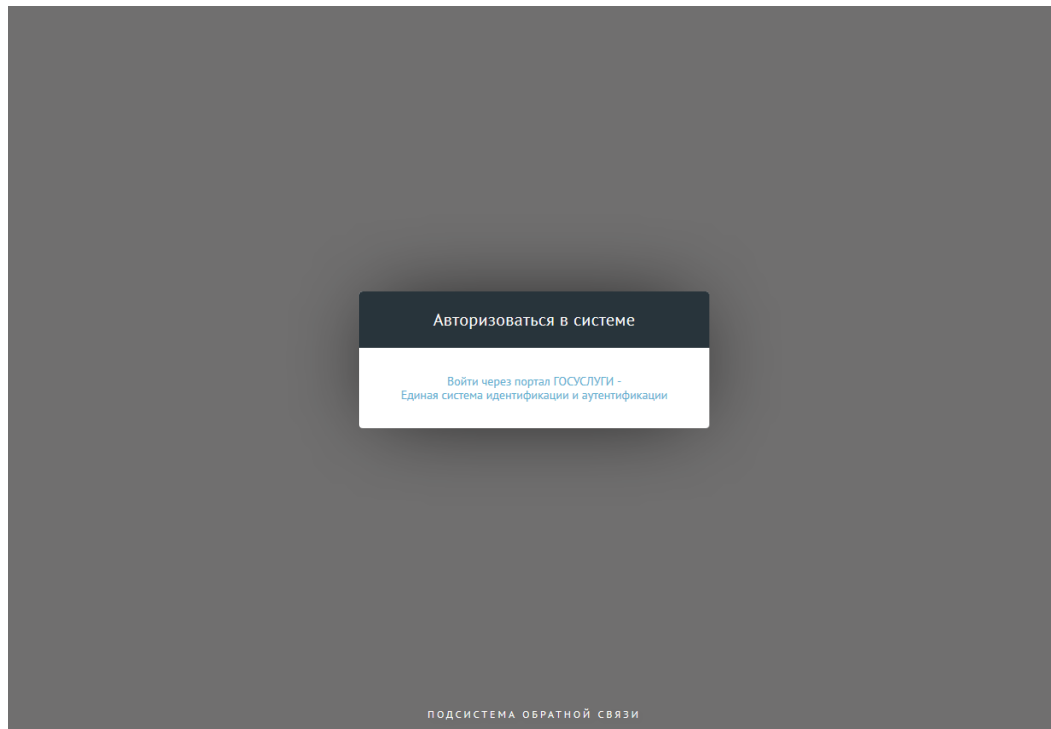 Авторизоваться в системе
Войти через портал ГОСУСЛУГИ -
Единая система идентификации и аутентификации
ПОДСИСТЕМА ОБРАТНОЙ СВЯЗИ